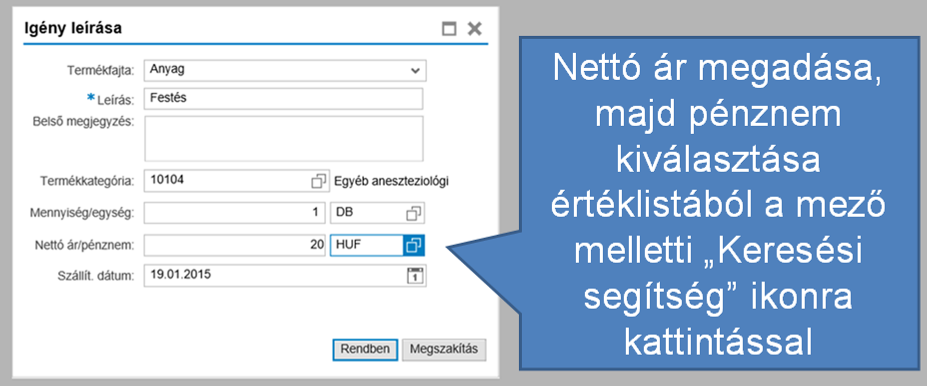 Igény leírása
Termékfajta: Anyag
* Leírás: Festés
Belső megjegyzés:
Termékkategória: 10104 Egyéb aneszteziológi
Mennyiség/egység: 1 DB
Nettó ár/pénznem: 20 HUF
Szállít. dátum: 19.01.2015 1
Rendben Megszakítás
Nettó ár megadása,
majd pénznem
kiválasztása
értéklistából a mező
melletti „Keresési
segítség” ikonra
kattintással